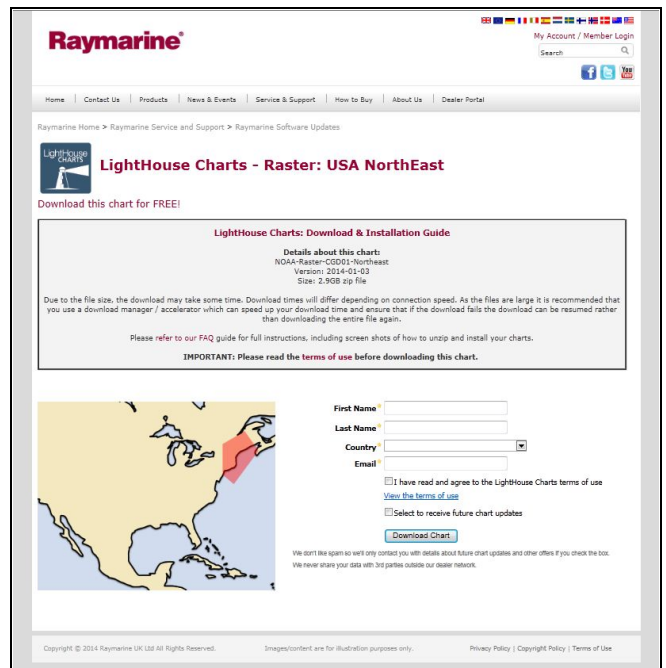 Raymarine®
My Account / Member Login
Search
You
Home | Contact Us | Products | News & Events | Service & Support | How to Buy | About Us | Dealer Portal
Raymarine Home > Raymarine Service and Support > Raymarine Software Updates
LightHouse
CHARTS
LightHouse Charts - Raster: USA NorthEast
Download this chart for FREE!
LightHouse Charts: Download & Installation Guide
Details about this chart:
NOAA-Raster-CGD01-Northeast
Version: 2014-01-03
Size: 2.9GB zip file
Due to the file size, the download may take some time. Download times will differ depending on connection speed. As the files are large it is recommended that
you use a download manager / accelerator which can speed up your download time and ensure that if the download fails the download can be resumed rather
than downloading the entire file again.
Please refer to our FAQ guide for full instructions, including screen shots of how to unzip and install your charts.
IMPORTANT: Please read the terms of use before downloading this chart.
First Name*
Last Name*
Country*
Email*
I have read and agree to the LightHouse Charts terms of use
View the terms of use
Select to receive future chart updates
Download Chart
We don't like spam so we'll only contact you with details about future chart updates and other offers if you check the box.
We never share your data with 3rd parties outside our dealer network.
Copyright © 2014 Raymarine UK Ltd All Rights Reserved.
Images/content are for illustration purposes only.
Privacy Policy | Copyright Policy | Terms of Use